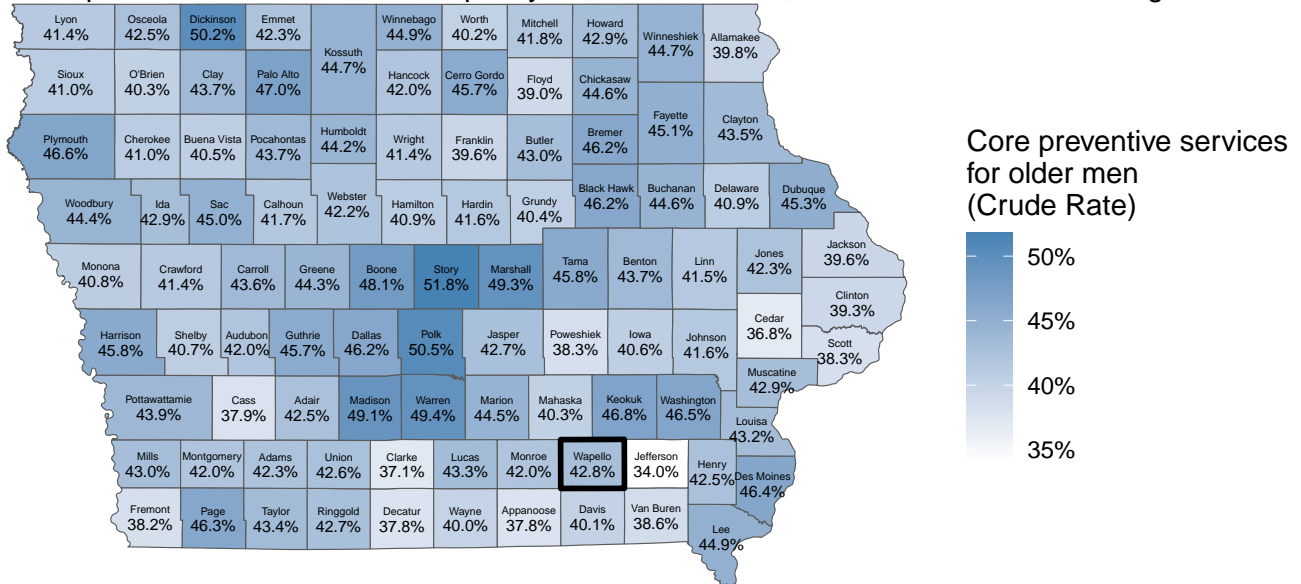 Lyon Osceola Dickinson Emmet Winnebago Worth Mitchell Howard
41.4% 42.5% 50.2% 42.3% 44.9% 40.2% 41.8% 42.9%
Kossuth Winneshiek Allamakee
44.7% 44.7% 39.8%
Sioux O'Brien Clay Palo Alto Hancock Cerro Gordo Floyd Chickasaw
41.0% 40.3% 43.7% 47.0% 42.0% 45.7% 39.0% 44.6%
Fayette Clayton
45.1% 43.5%
Plymouth Cherokee Buena Vista Pocahontas Humboldt Wright Franklin Butler Bremer
46.6% 41.0% 40.5% 43.7% 44.2% 41.4% 39.6% 43.0% 46.2%
Woodbury Ida Sac Calhoun Webster Hamilton Hardin Grundy Black Hawk Buchanan Delaware Dubuque
44.4% 42.9% 45.0% 41.7% 42.2% 40.9% 41.6% 40.4% 46.2% 44.6% 40.9% 45.3%
Monona Crawford Carroll Greene Boone Story Marshall Tama Benton Linn Jones Jackson
40.8% 41.4% 43.6% 44.3% 48.1% 51.8% 49.3% 45.8% 43.7% 41.5% 42.3% 39.6%
Clinton
39.3%
Harrison Shelby Audubon Guthrie Dallas Polk Jasper Poweshiek Iowa Johnson Cedar Scott
45.8% 40.7% 42.0% 45.7% 46.2% 50.5% 42.7% 38.3% 40.6% 41.6% 36.8% 38.3%
Muscatine
42.9%
Pottawattamie Cass Adair Madison Warren Marion Mahaska Keokuk Washington
43.9% 37.9% 42.5% 49.1% 49.4% 44.5% 40.3% 46.8% 46.5%
Louisa
43.2%
Mills Montgomery Adams Union Clarke Lucas Monroe Wapello Jefferson Henry Des Moines
43.0% 42.0% 42.3% 42.6% 37.1% 43.3% 42.0% 42.8% 34.0% 42.5% 46.4%
Fremont Page Taylor Ringgold Decatur Wayne Appanoose Davis Van Buren
38.2% 46.3% 43.4% 42.7% 37.8% 40.0% 37.8% 40.1% 38.6%
Lee
44.9%
Core preventive services
for older men
(Crude Rate)
50%
45%
40%
35%